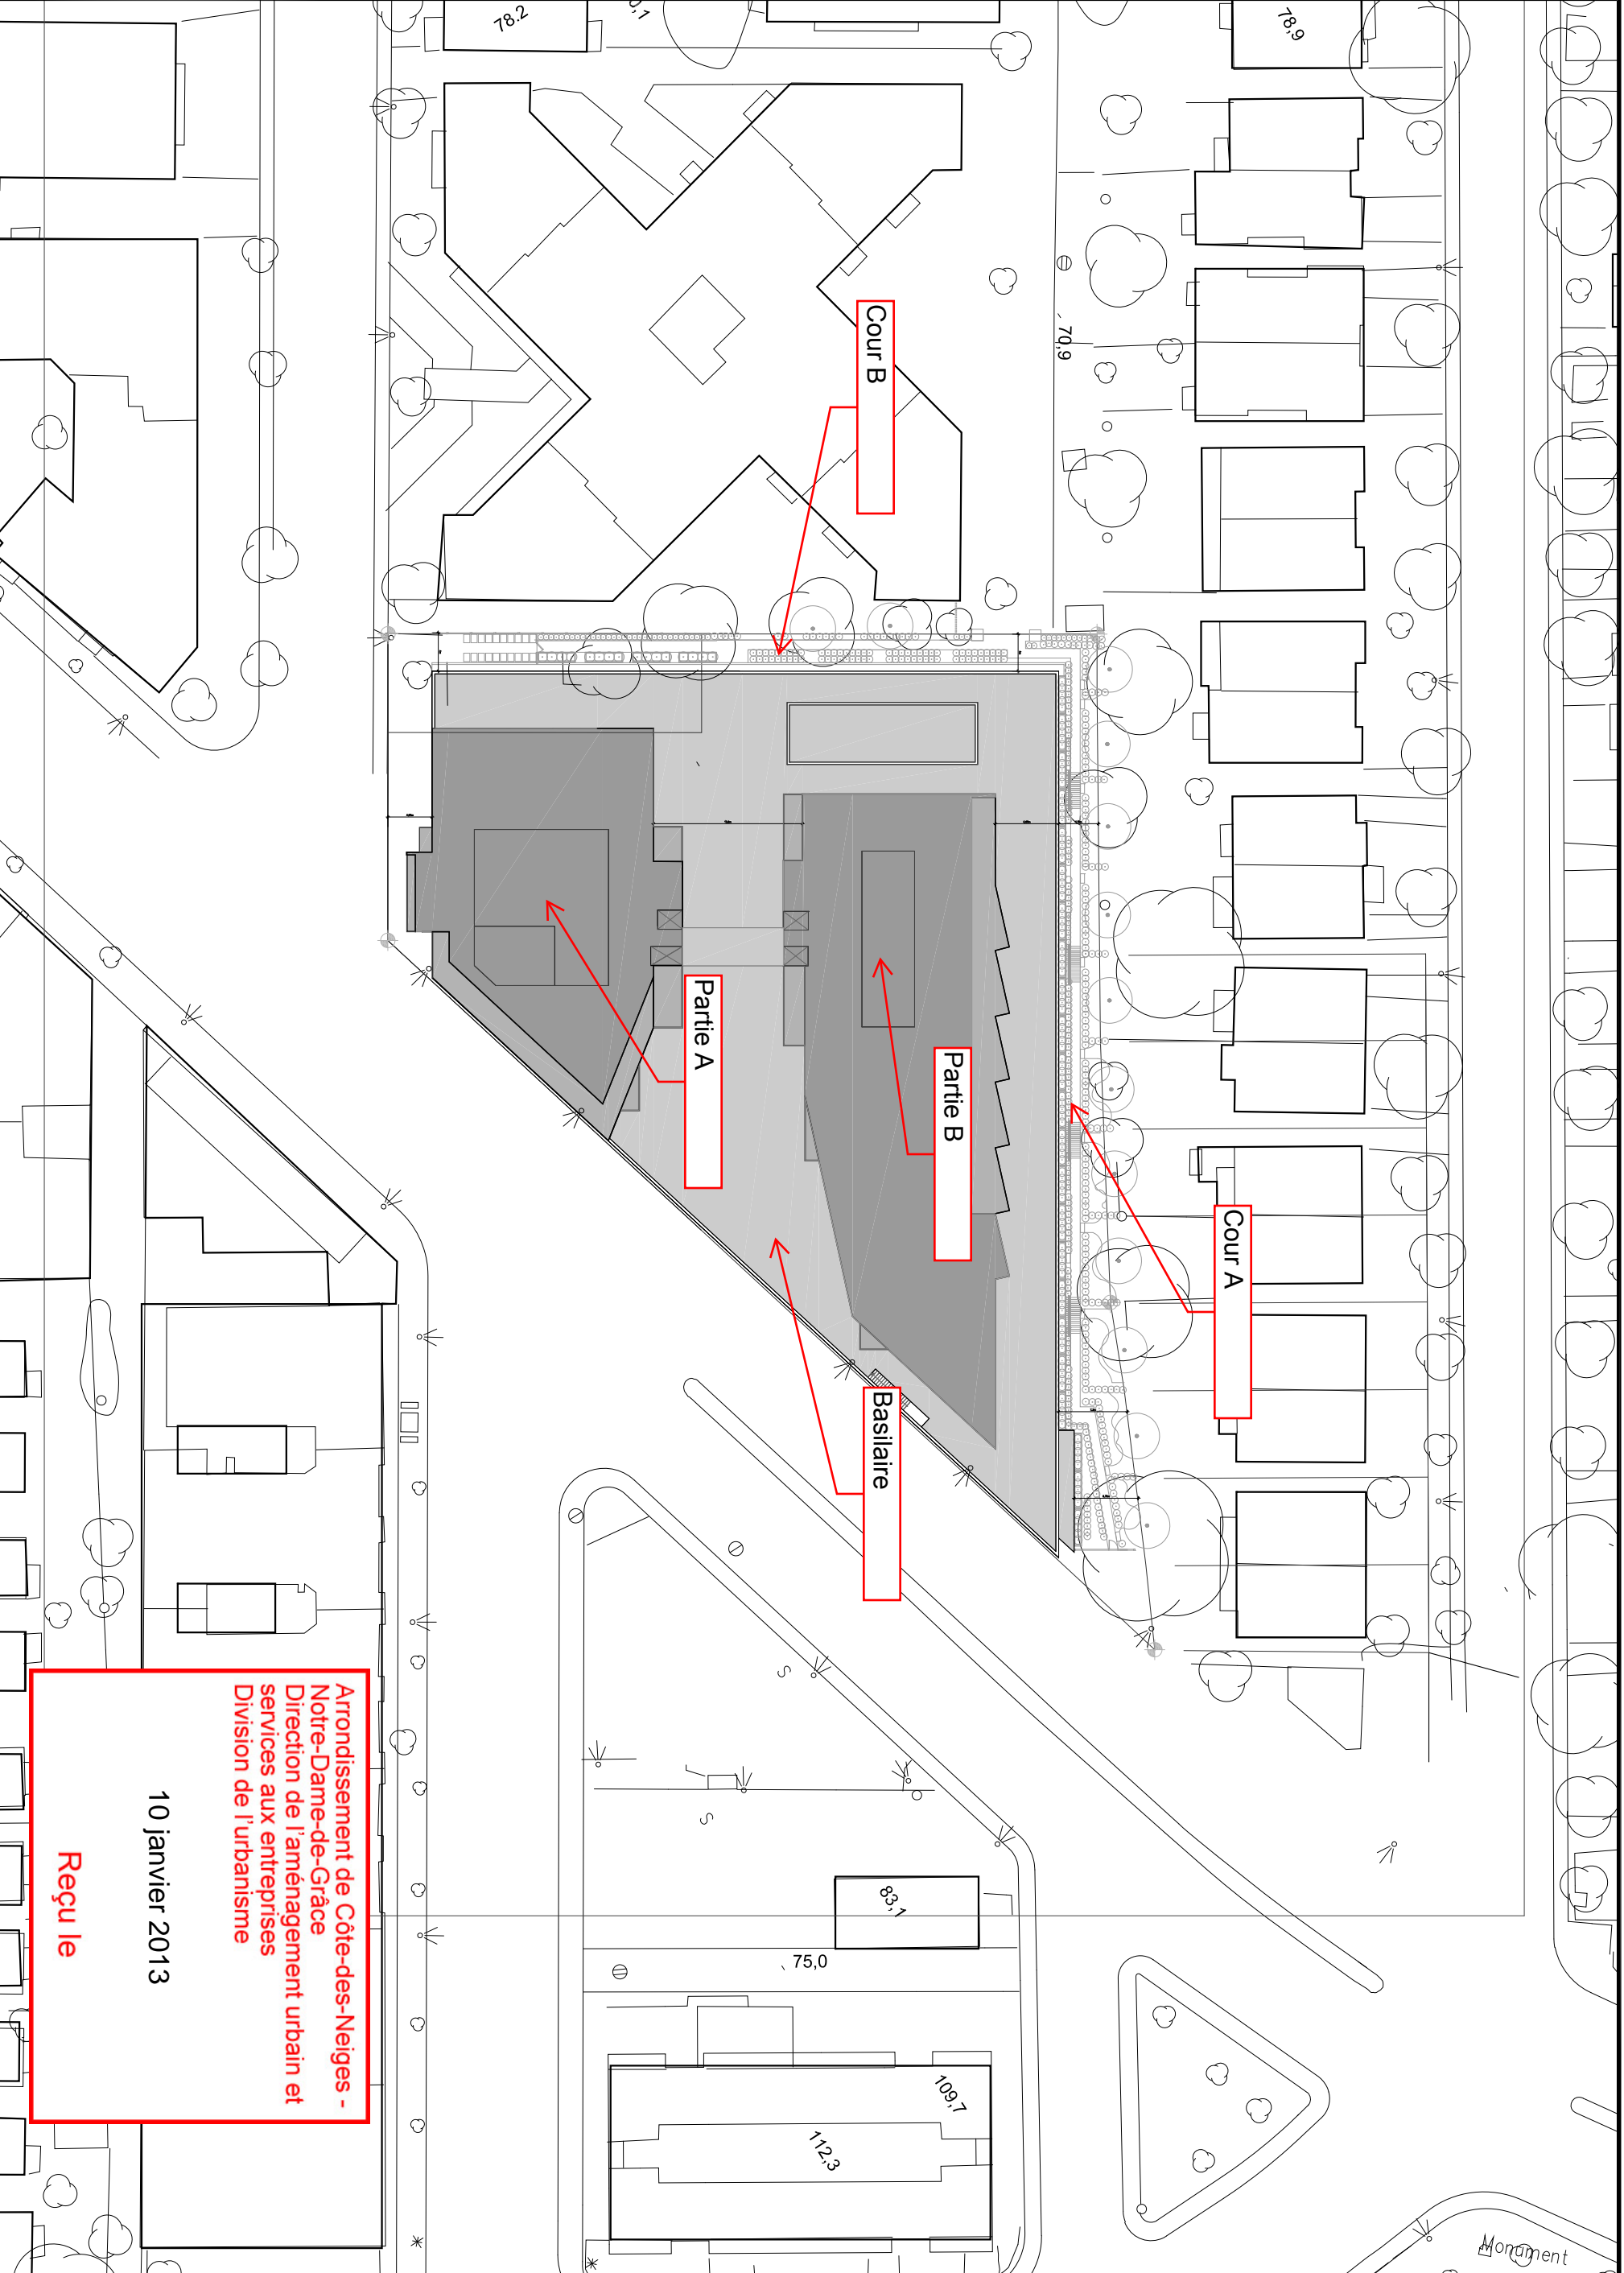 78.2
0,1
78,9
70,9
Cour B
Partie A
Partie B
Cour A
Basilaire
83,1
75,0
109,7
112,3
Monument
Arrondissement de Côte-des-Neiges -
Notre-Dame-de-Grâce
Direction de l'aménagement urbain et
services aux entreprises
Division de l'urbanisme
10 janvier 2013
Reçu le